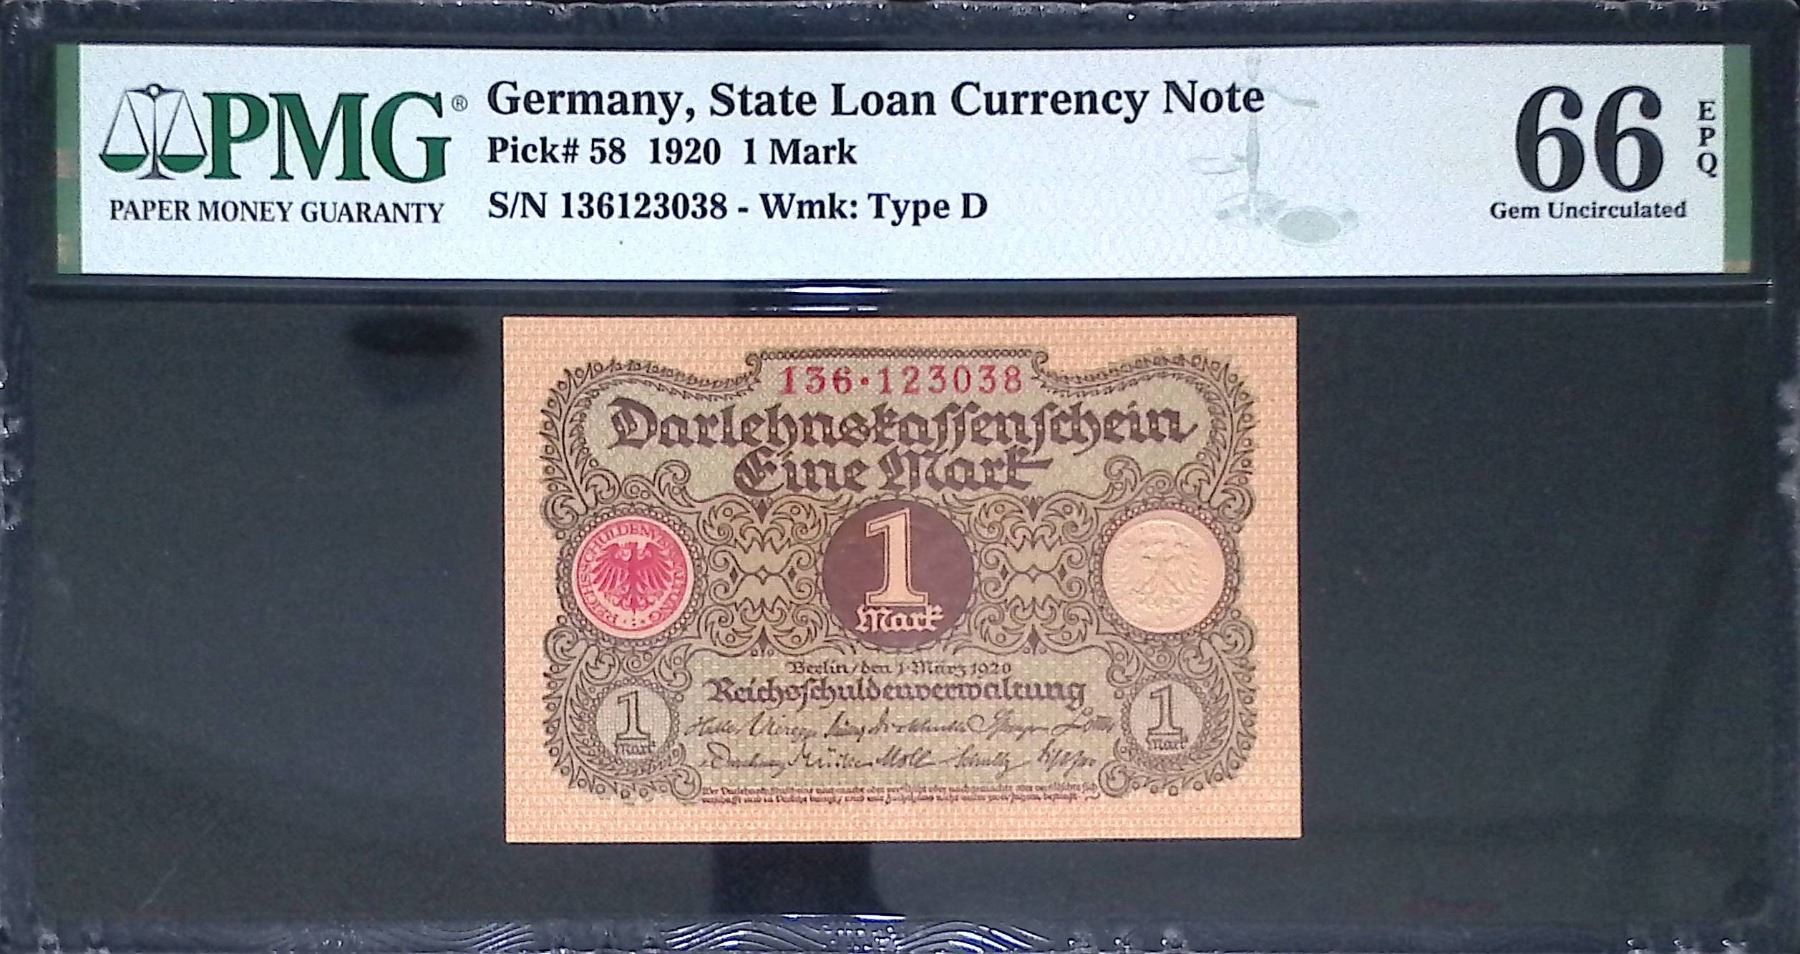 PMG®
PAPER MONEY GUARANTY
Germany, State Loan Currency Note
Pick# 58 1920 1 Mark
S/N 136123038 - Wmk: Type D
66 EPQ
Gem Uncirculated
136·123038
Darlehnskaſſenſchein
Eine Mark
REICHSSCHULDENVERWALTUNG
1
Mark
Berlin, den 1. März 1920
Reichsſchuldenverwaltung
1
Mark
1
Mark